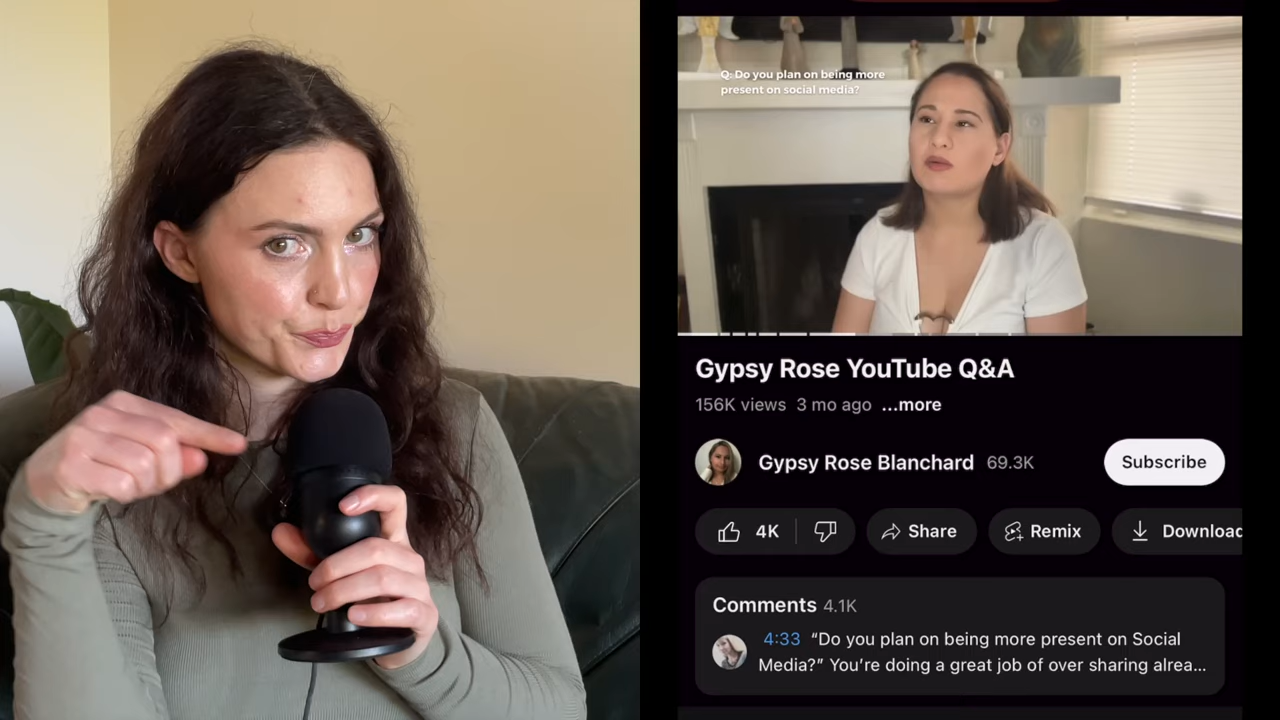 Q: Do you plan on being more
present on social media?
Gypsy Rose YouTube Q&A
156K views 3 mo ago ...more
Gypsy Rose Blanchard 69.3K
Subscribe
4K
Share
Remix
Download
Comments 4.1K
4:33 “Do you plan on being more present on Social
Media?” You’re doing a great job of over sharing alrea...